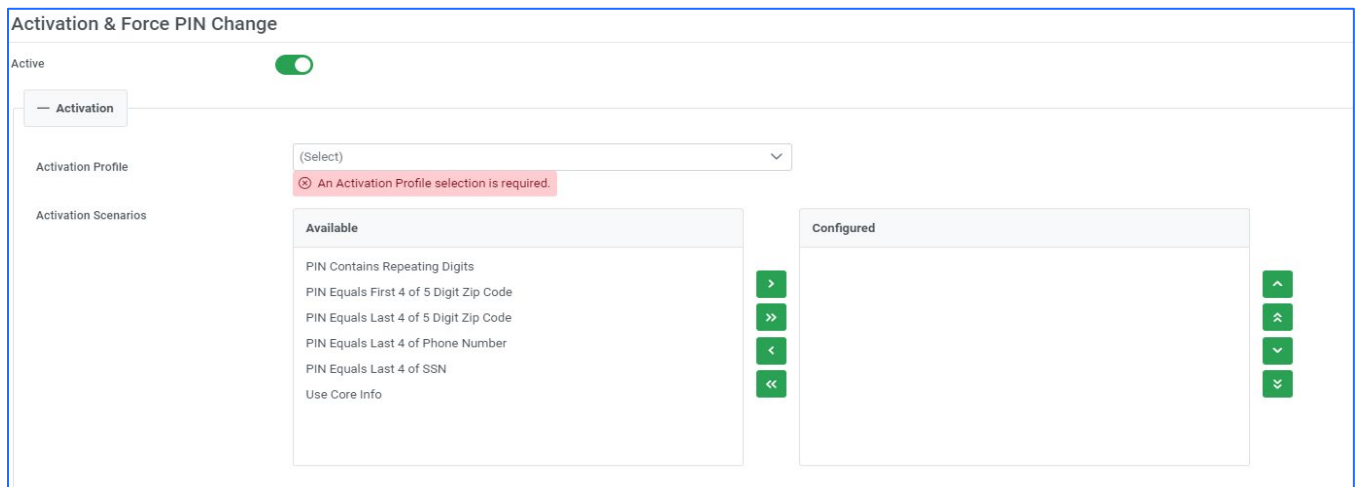 Activation & Force PIN Change
Active
— Activation
Activation Profile
(Select)
An Activation Profile selection is required.
Activation Scenarios
Available
Configured
PIN Contains Repeating Digits
PIN Equals First 4 of 5 Digit Zip Code
PIN Equals Last 4 of 5 Digit Zip Code
PIN Equals Last 4 of Phone Number
PIN Equals Last 4 of SSN
Use Core Info